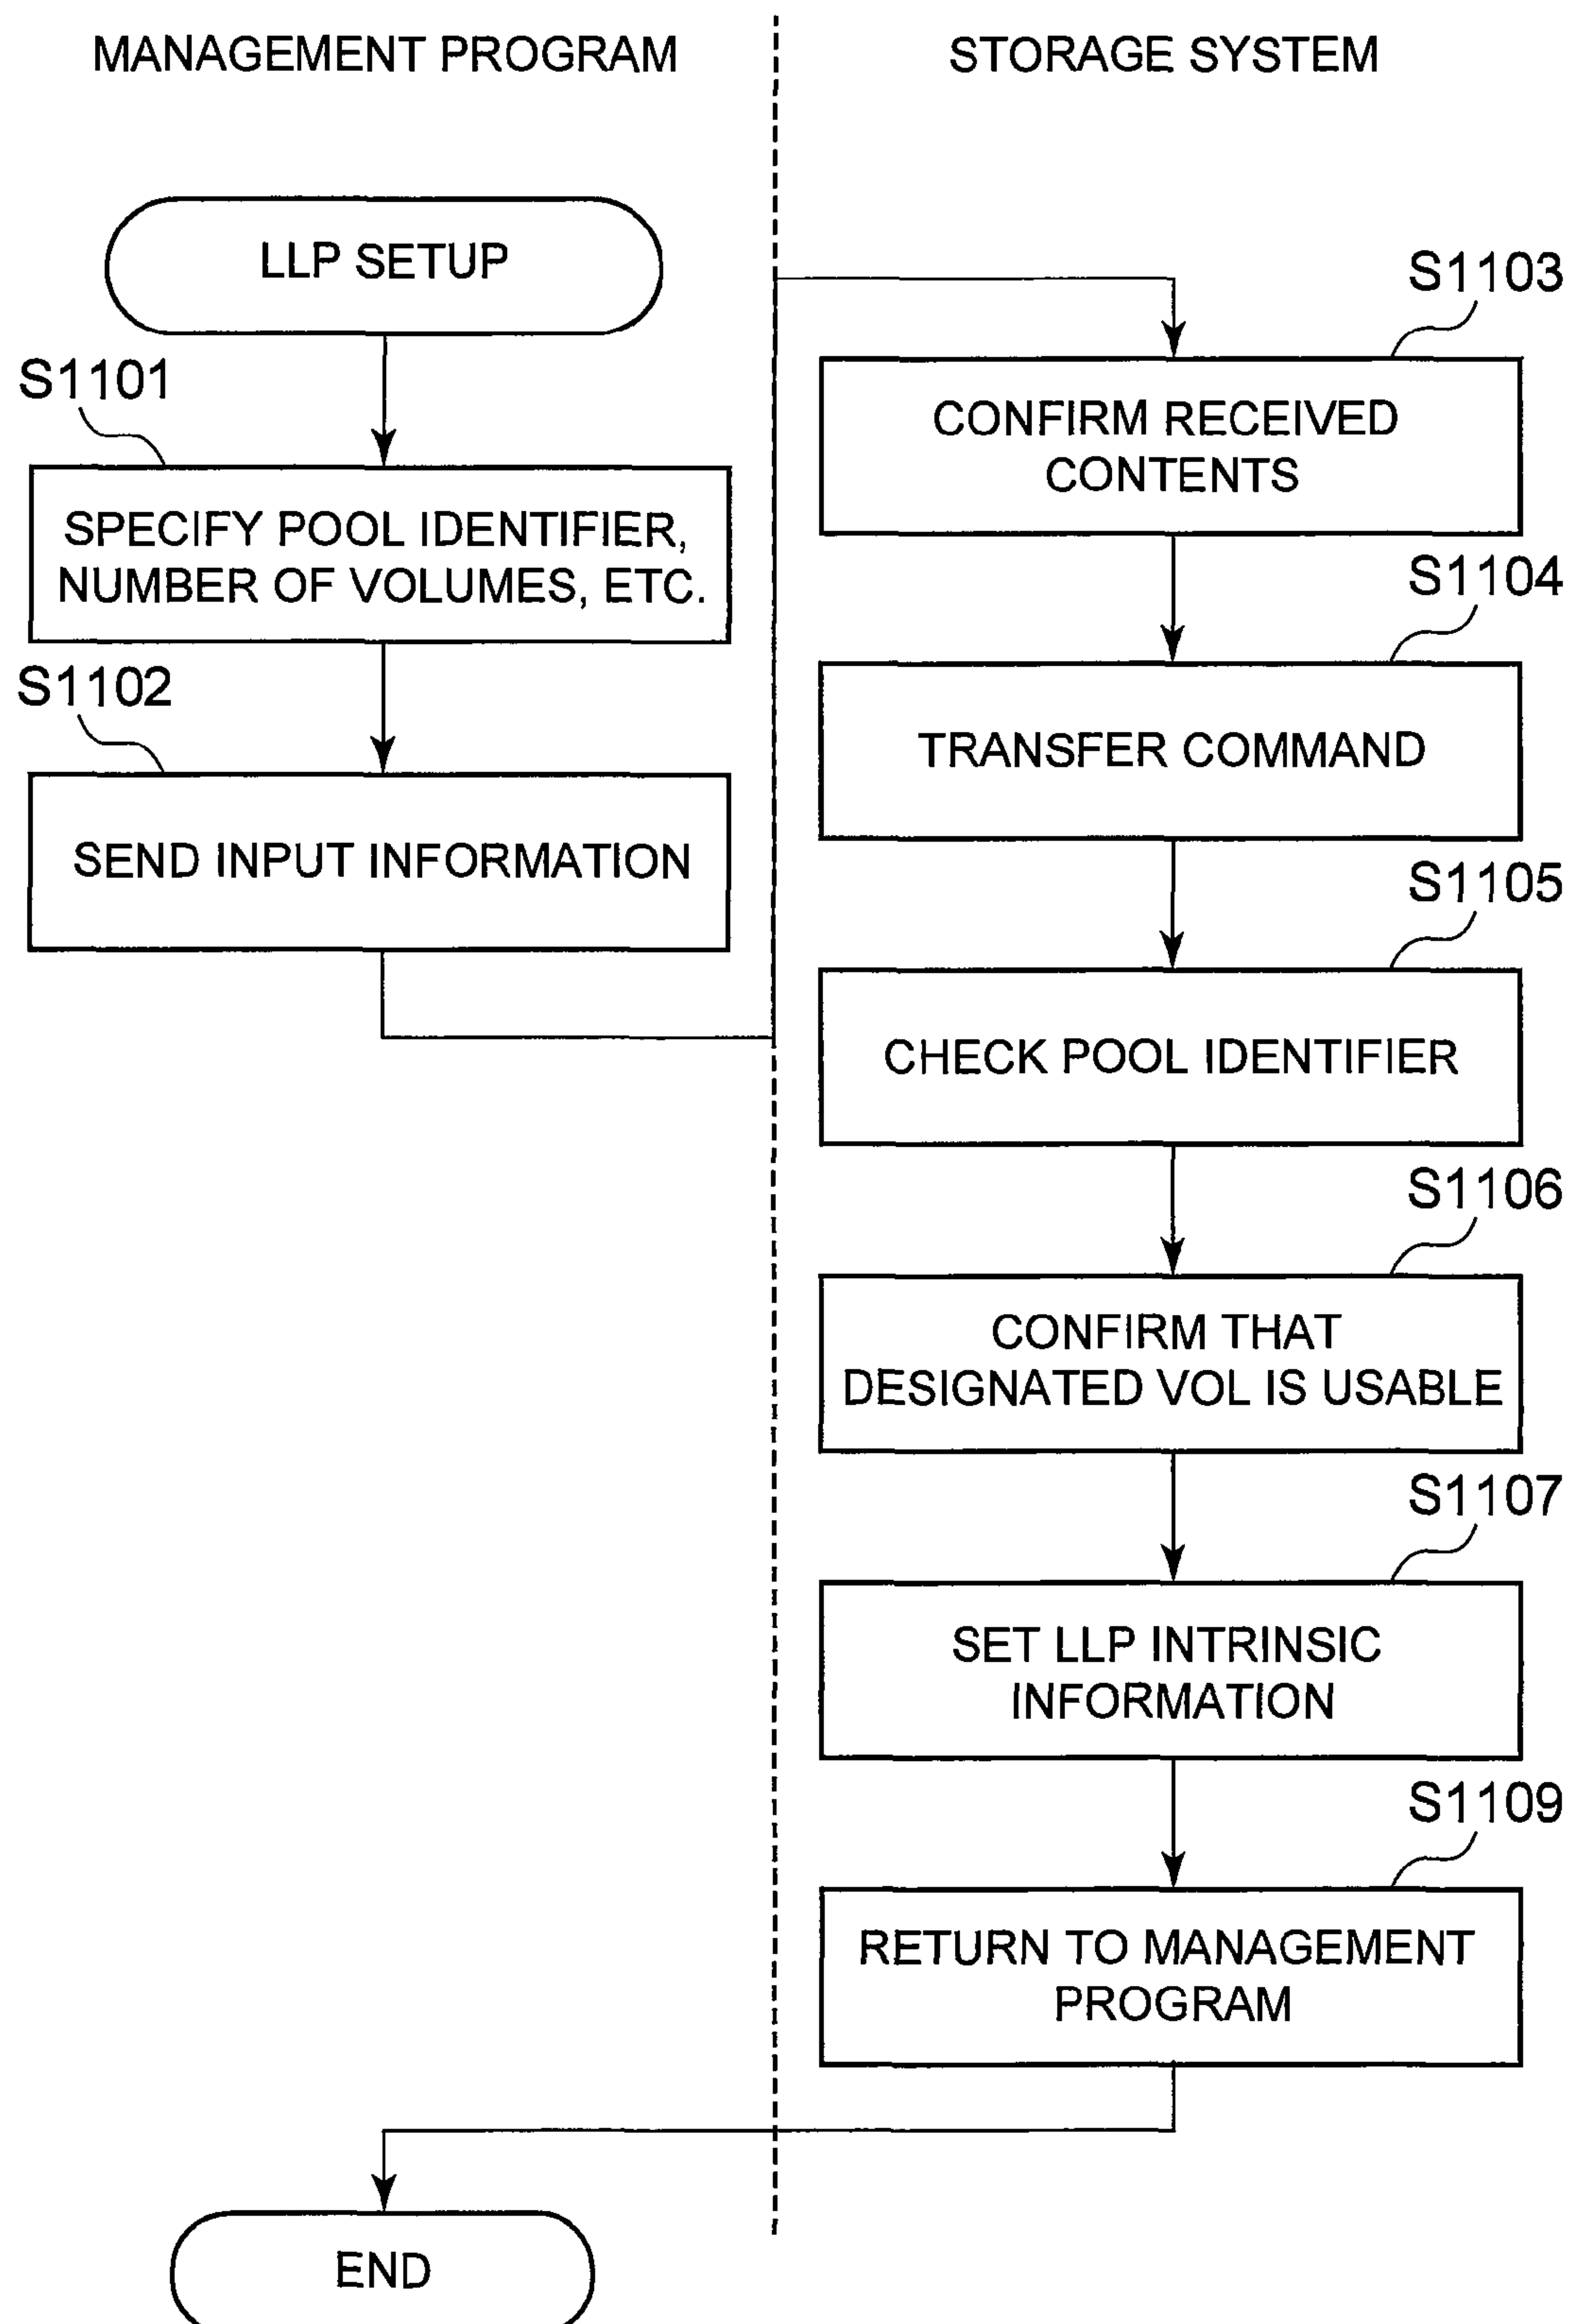 MANAGEMENT PROGRAM
STORAGE SYSTEM
LLP SETUP
S1101
SPECIFY POOL IDENTIFIER,
NUMBER OF VOLUMES, ETC.
S1102
SEND INPUT INFORMATION
S1103
CONFIRM RECEIVED
CONTENTS
S1104
TRANSFER COMMAND
S1105
CHECK POOL IDENTIFIER
S1106
CONFIRM THAT
DESIGNATED VOL IS USABLE
S1107
SET LLP INTRINSIC
INFORMATION
S1109
RETURN TO MANAGEMENT
PROGRAM
END